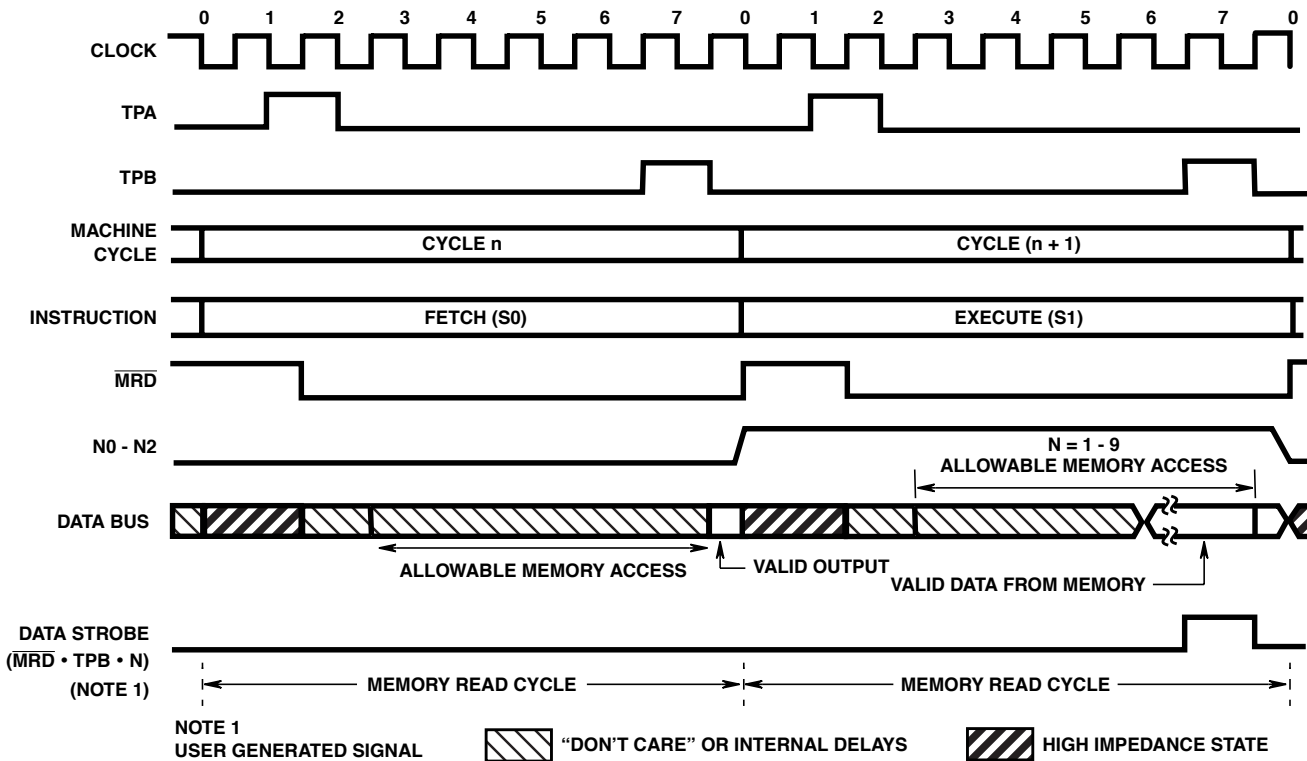 0 1 2 3 4 5 6 7 0 1 2 3 4 5 6 7 0
CLOCK
TPA
TPB
MACHINE
CYCLE
CYCLE n
CYCLE (n + 1)
INSTRUCTION
FETCH (S0)
EXECUTE (S1)
MRD
N0 - N2
N = 1 - 9
ALLOWABLE MEMORY ACCESS
DATA BUS
ALLOWABLE MEMORY ACCESS
VALID OUTPUT
VALID DATA FROM MEMORY
DATA STROBE
(MRD • TPB • N)
(NOTE 1)
MEMORY READ CYCLE
MEMORY READ CYCLE
NOTE 1
USER GENERATED SIGNAL
“DON'T CARE” OR INTERNAL DELAYS
HIGH IMPEDANCE STATE